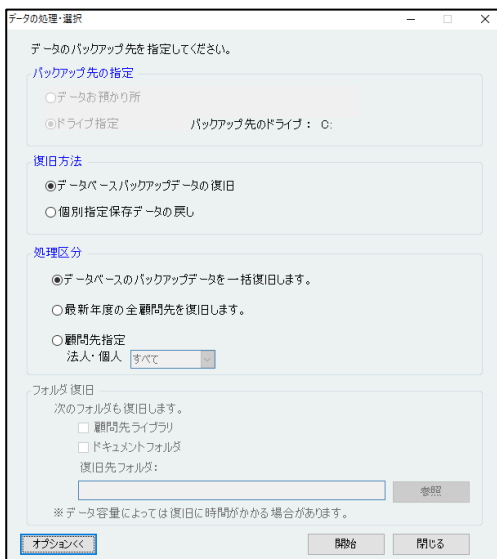 データの処理・選択
データのバックアップ先を指定してください。
バックアップ先の指定
データお預かり所
ドライブ指定 バックアップ先のドライブ： C:
復旧方法
データベースバックアップデータの復旧
個別指定保存データの戻し
処理区分
データベースのバックアップデータを一括復旧します。
最新年度の全顧問先を復旧します。
顧問先指定
法人・個人 すべて
フォルダ復旧
次のフォルダも復旧します。
顧問先ライブラリ
ドキュメントフォルダ
復旧先フォルダ：
参照
※データ容量によっては復旧に時間がかかる場合があります。
オプション<< 開始 閉じる